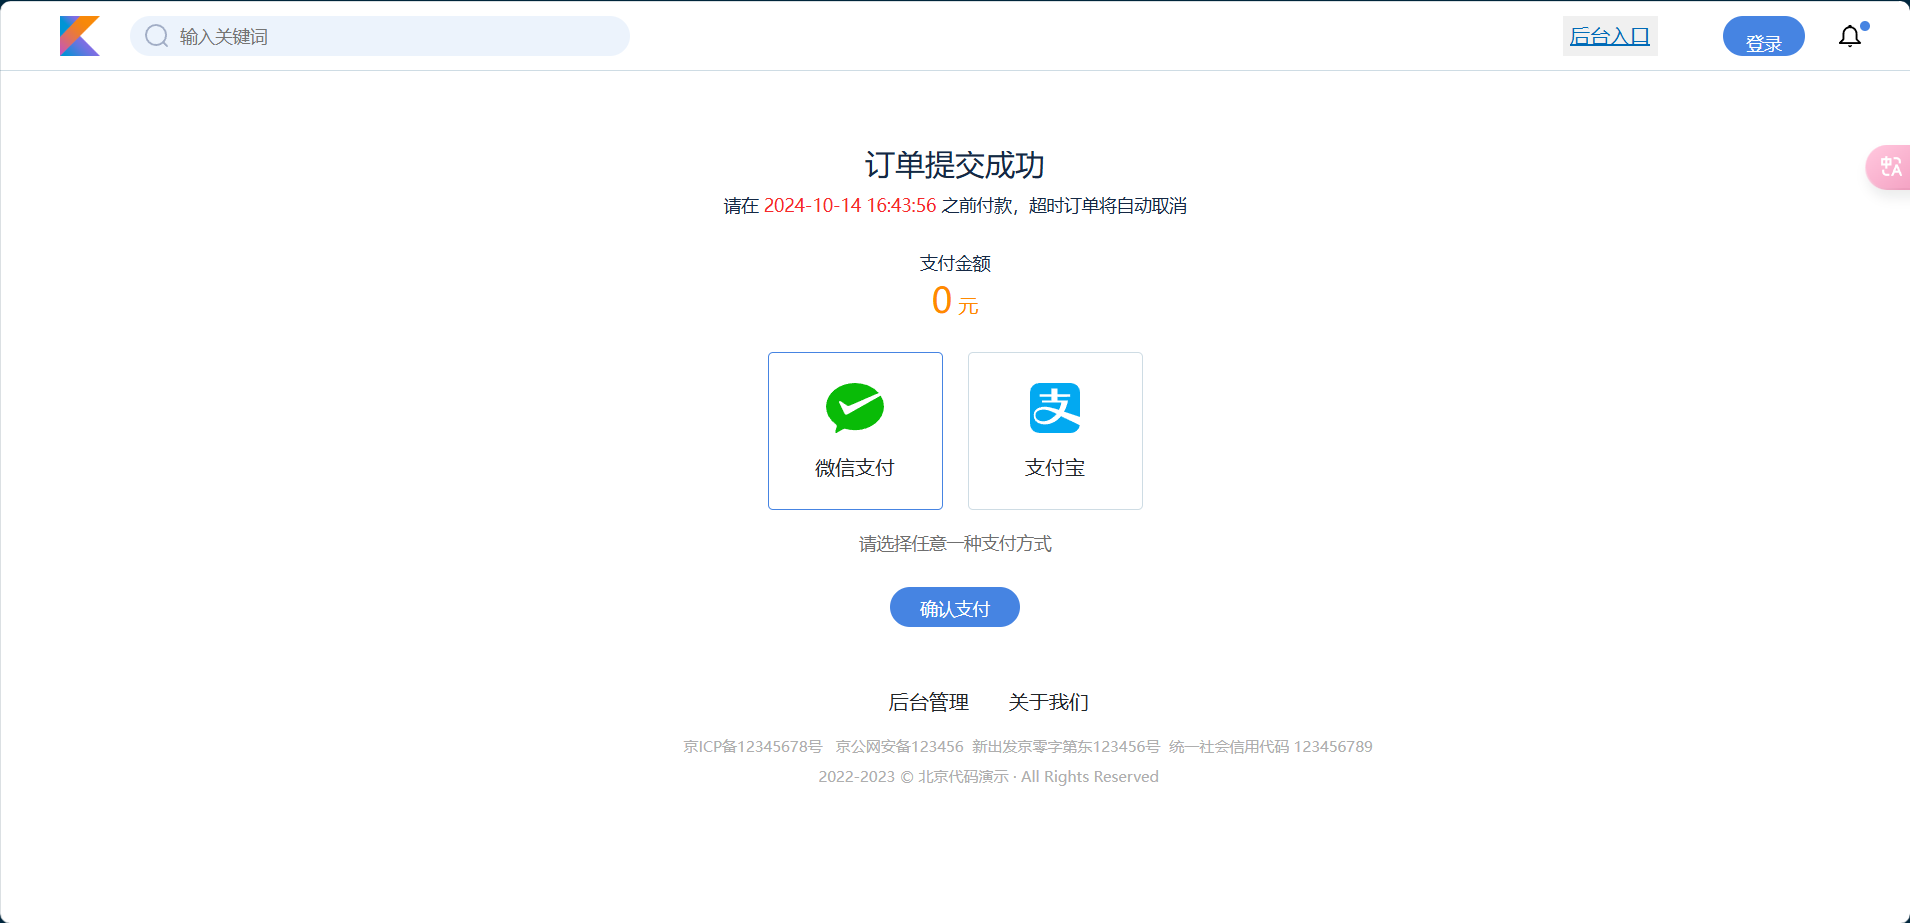 输入关键词
后台入口
登录
订单提交成功
请在 2024-10-14 16:43:56 之前付款，超时订单将自动取消
支付金额
0 元
微信支付
支付宝
请选择任意一种支付方式
确认支付
后台管理 关于我们
京ICP备12345678号 京公网安备123456 新出发京零字第东123456号 统一社会信用代码 123456789
2022-2023 © 北京代码演示 · All Rights Reserved